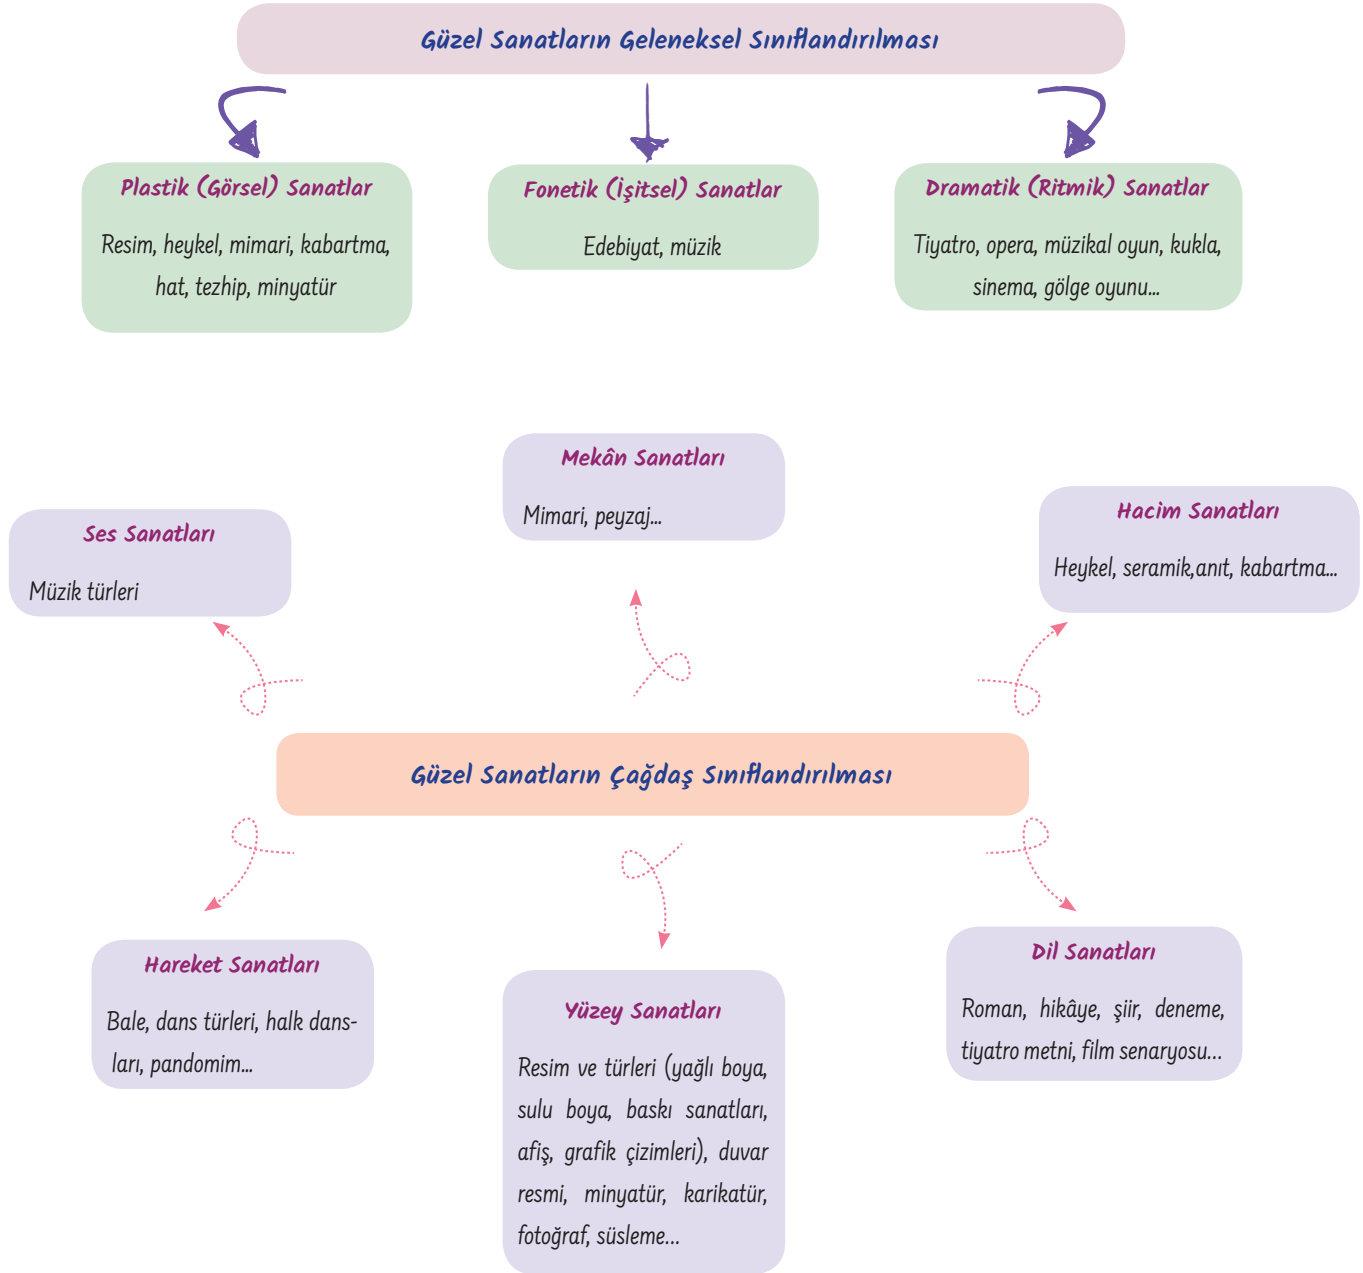 Güzel Sanatların Geleneksel Sınıflandırılması
Plastik (Görsel) Sanatlar
Resim, heykel, mimari, kabartma,
hat, tezhip, minyatür
Fonetik (İşitsel) Sanatlar
Edebiyat, müzik
Dramatik (Ritmik) Sanatlar
Tiyatro, opera, müzikal oyun, kukla,
sinema, gölge oyunu...
Ses Sanatları
Müzik türleri
Mekân Sanatları
Mimari, peyzaj...
Hacim Sanatları
Heykel, seramik,anıt, kabartma...
Güzel Sanatların Çağdaş Sınıflandırılması
Hareket Sanatları
Bale, dans türleri, halk dans-
ları, pandomim...
Yüzey Sanatları
Resim ve türleri (yağlı boya,
sulu boya, baskı sanatları,
afiş, grafik çizimleri), duvar
resmi, minyatür, karikatür,
fotoğraf, süsleme...
Dil Sanatları
Roman, hikâye, şiir, deneme,
tiyatro metni, film senaryosu...